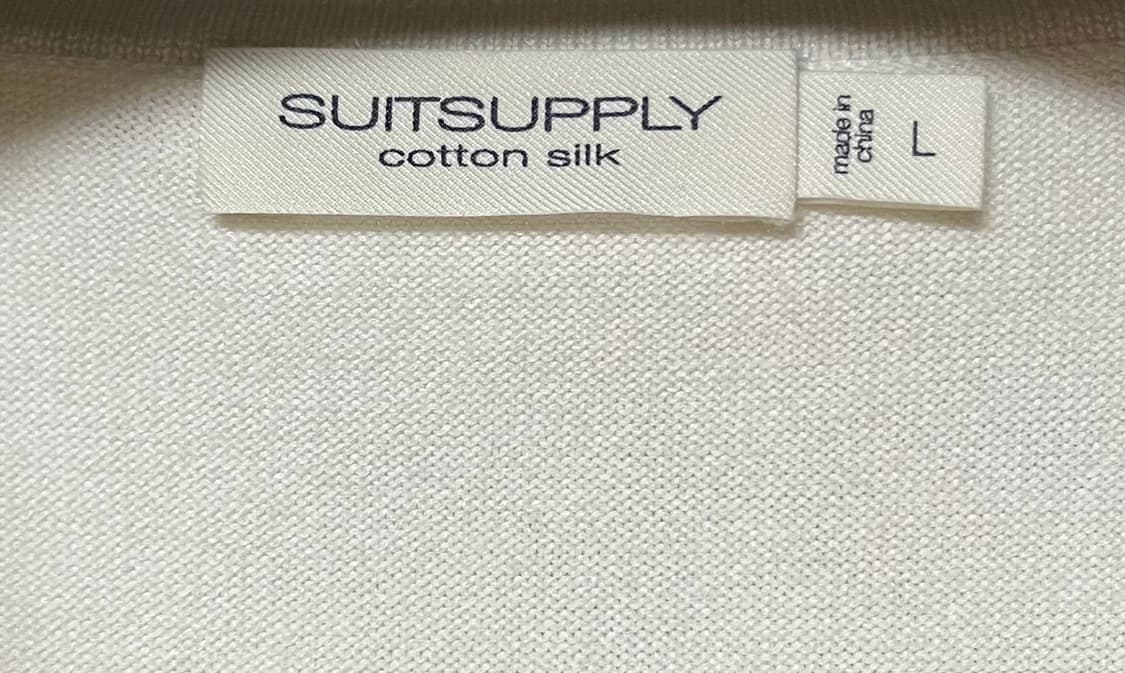 SUITSUPPLY
cotton silk
made in
china
L